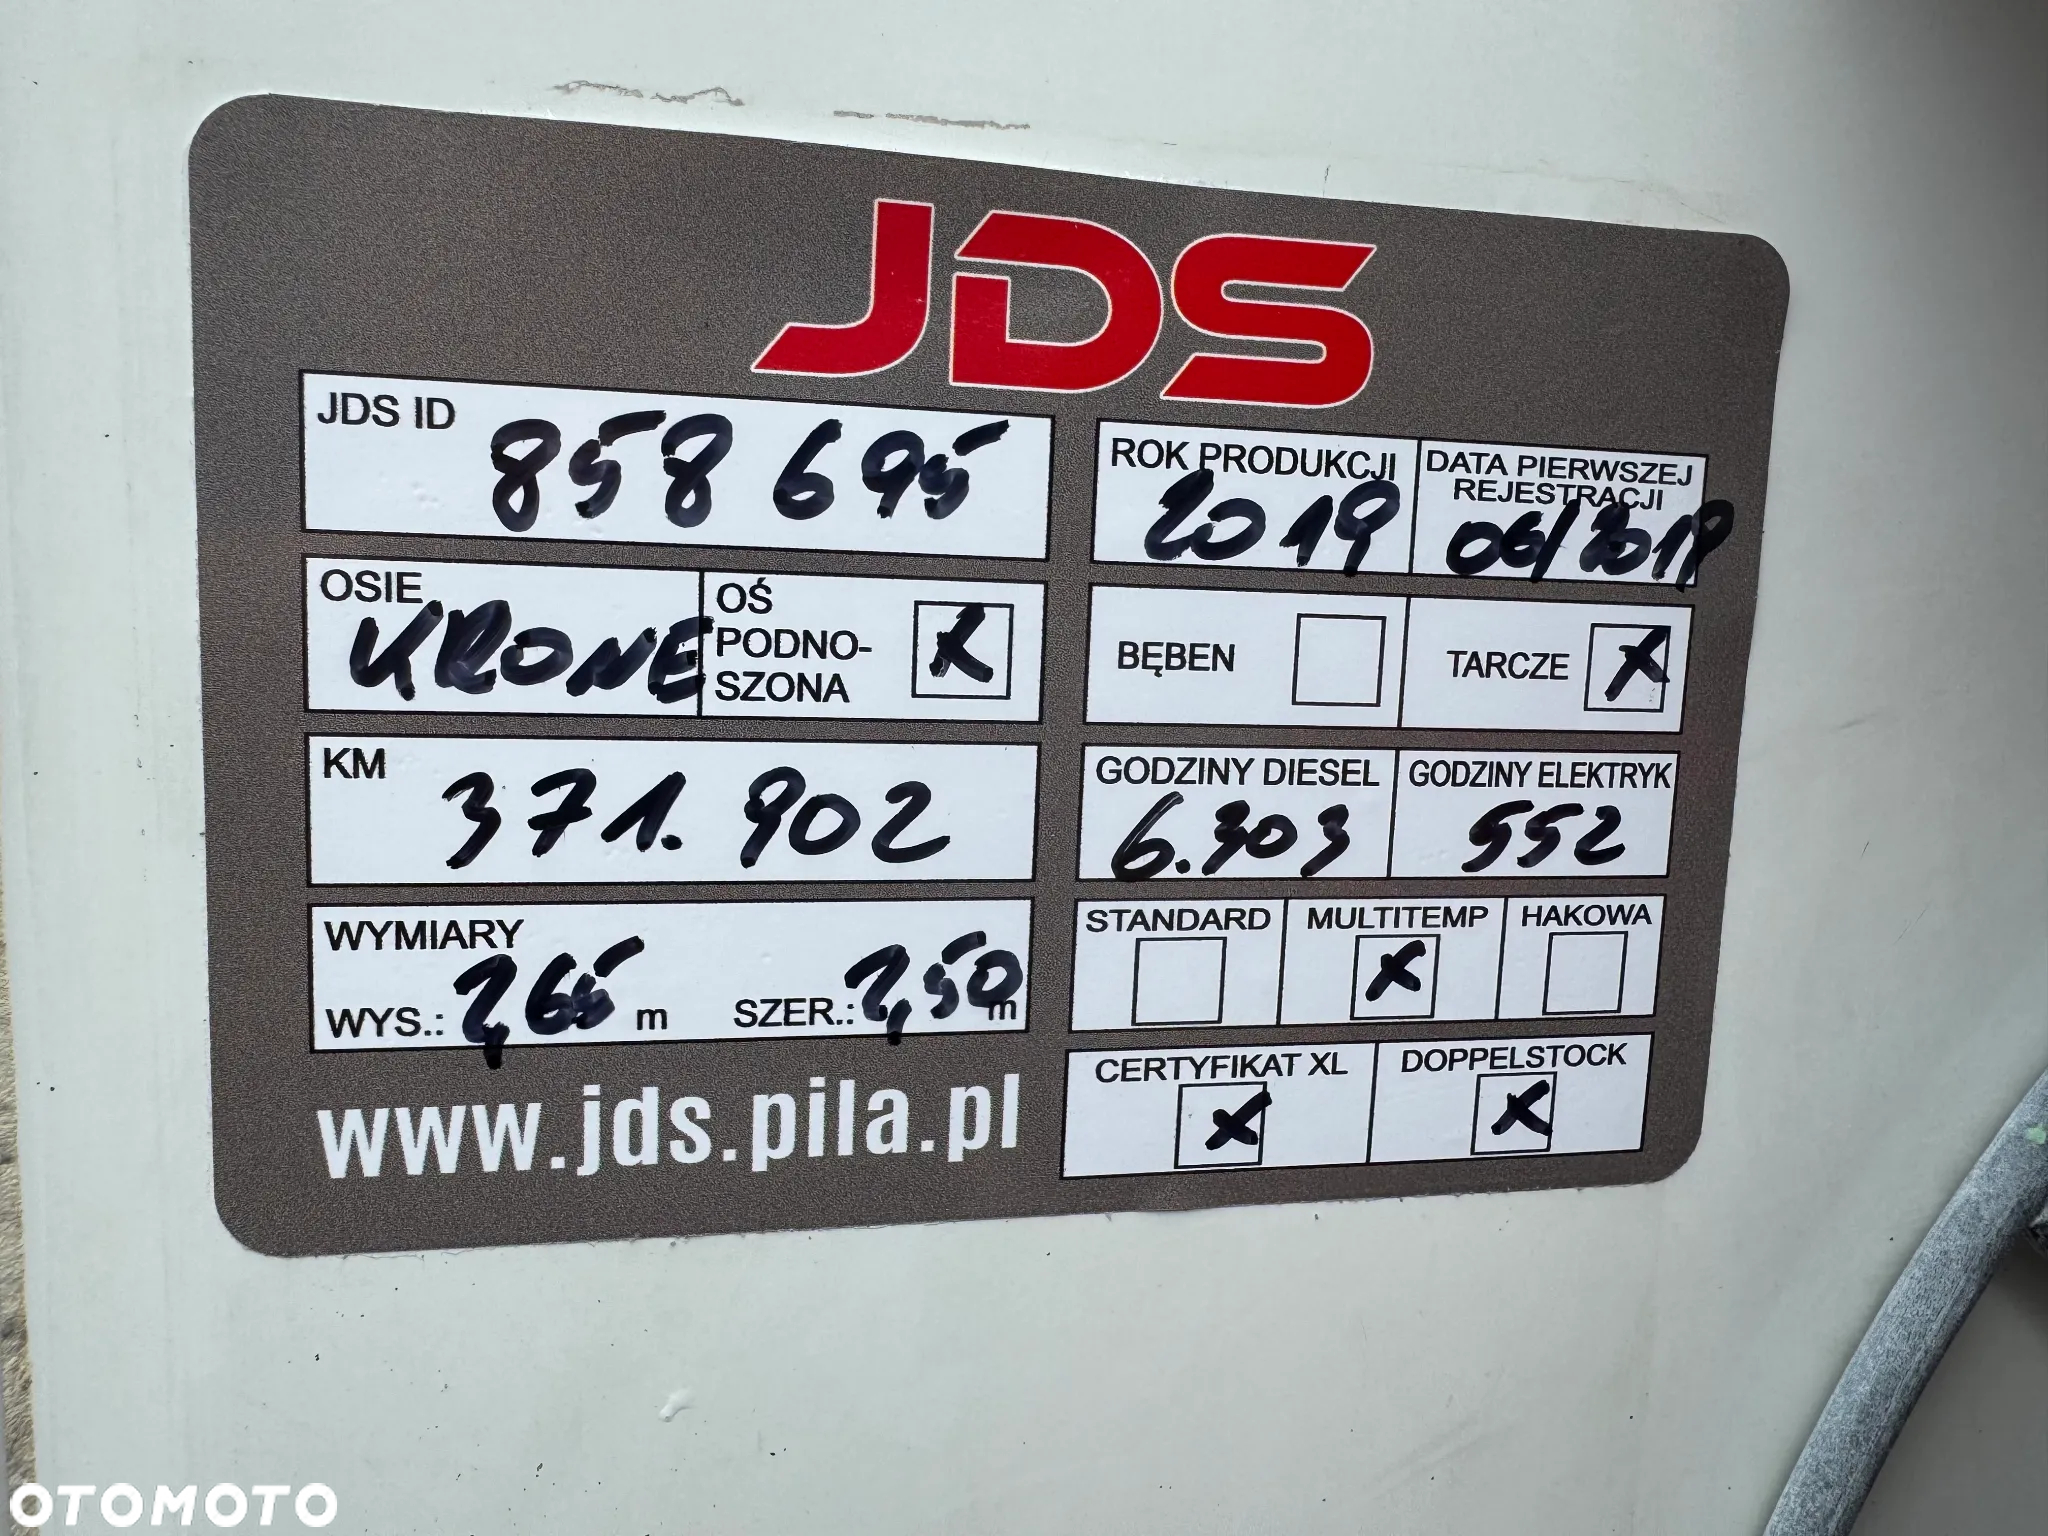 JDS
JDS ID 858 695
ROK PRODUKCJI 2019
DATA PIERWSZEJ
REJESTRACJI
06/2019
OSIE KRONE
OŚ
PODNO-
SZONA X
BĘBEN
TARCZE X
KM 371.902
GODZINY DIESEL 6.303
GODZINY ELEKTRYK 552
WYMIARY
WYS.: 2,65 m SZER.: 2,50 m
STANDARD
MULTITEMP X
HAKOWA
CERTYFIKAT XL X
DOPPELSTOCK X
www.jds.pila.pl
OTOMOTO